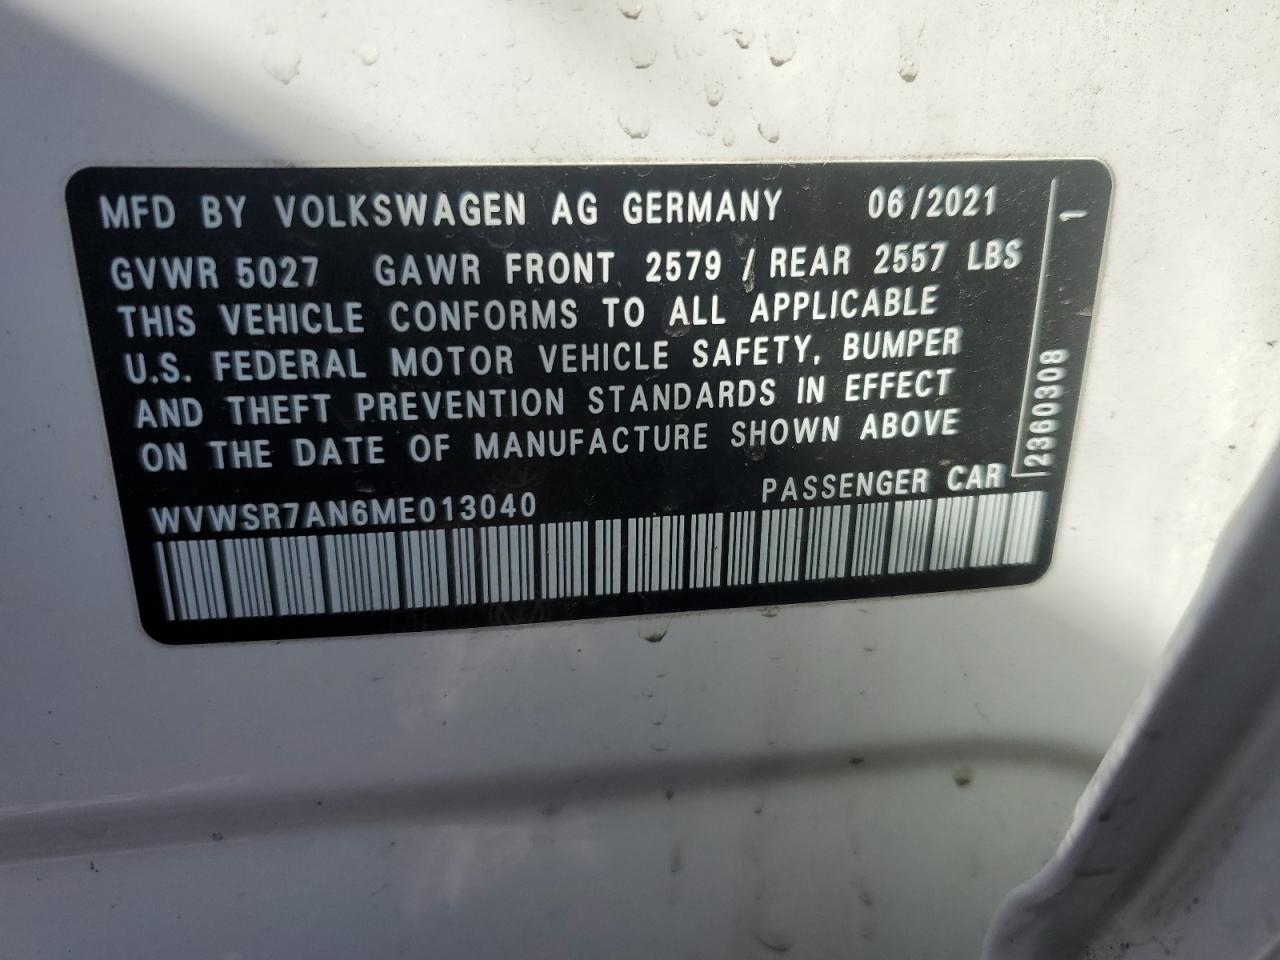 MFD BY VOLKSWAGEN AG GERMANY 06/2021
GVWR 5027 GAWR FRONT 2579 / REAR 2557 LBS
THIS VEHICLE CONFORMS TO ALL APPLICABLE
U.S. FEDERAL MOTOR VEHICLE SAFETY, BUMPER
AND THEFT PREVENTION STANDARDS IN EFFECT
ON THE DATE OF MANUFACTURE SHOWN ABOVE
WVWSR7AN6ME013040 PASSENGER CAR
2360308 1